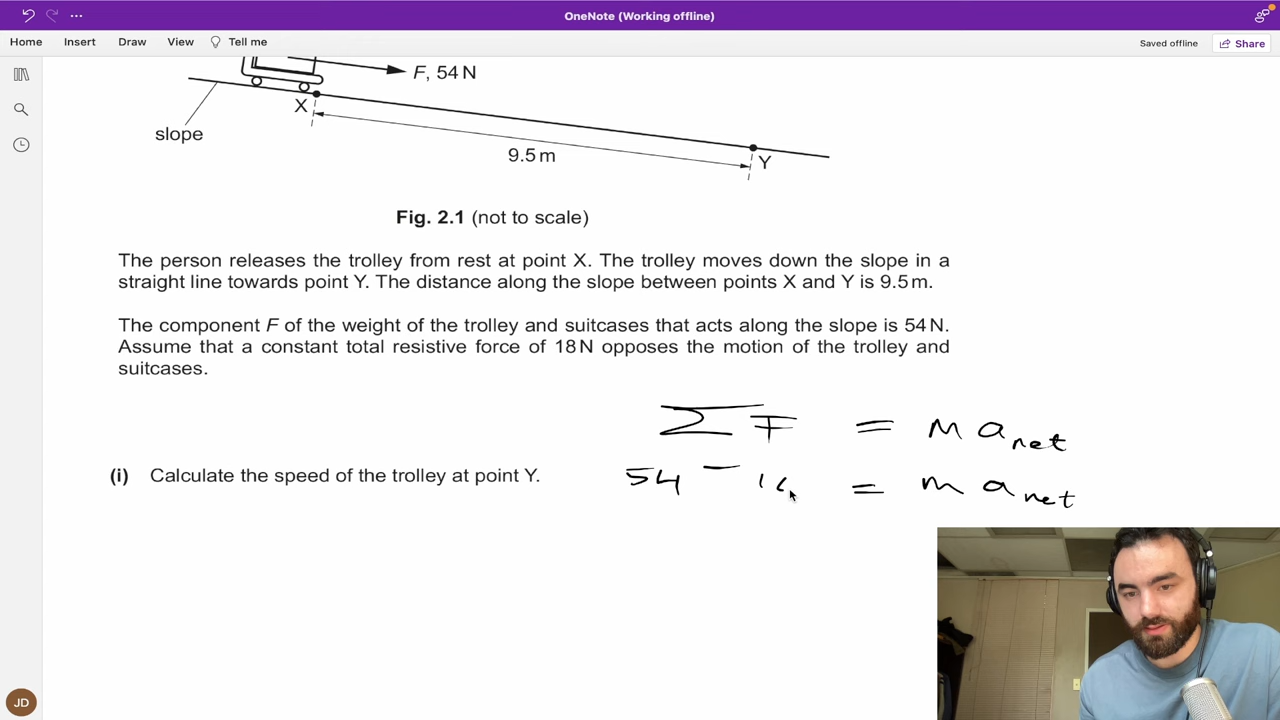 OneNote (Working offline)
Home Insert Draw View Tell me
Saved offline Share
F, 54 N
X
slope
9.5 m
Y
Fig. 2.1 (not to scale)
The person releases the trolley from rest at point X. The trolley moves down the slope in a
straight line towards point Y. The distance along the slope between points X and Y is 9.5 m.
The component F of the weight of the trolley and suitcases that acts along the slope is 54 N.
Assume that a constant total resistive force of 18 N opposes the motion of the trolley and
suitcases.
Σ F = m a net
(i) Calculate the speed of the trolley at point Y.
54 − = m a net
JD